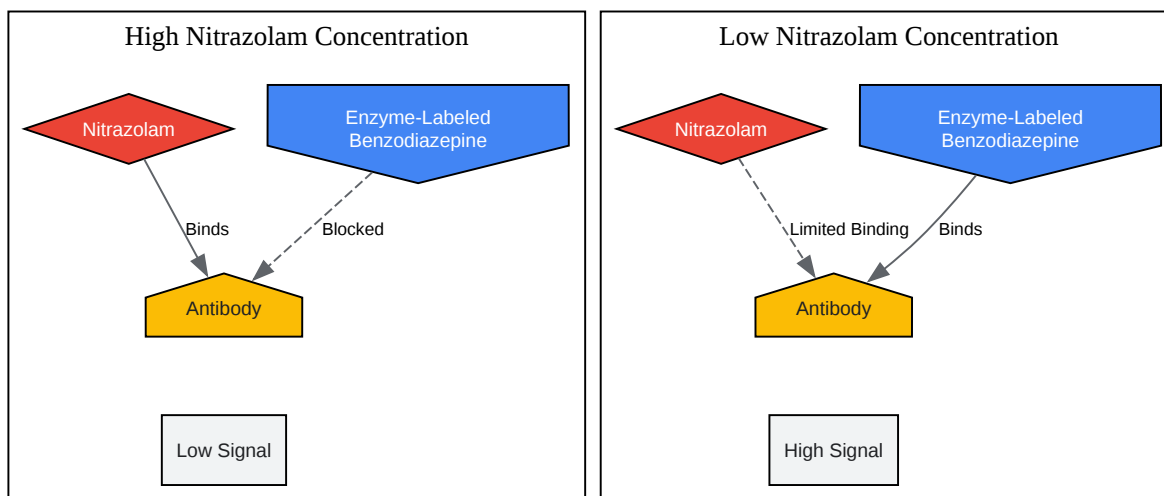 High Nitrazolam Concentration
Nitrazolam
Enzyme-Labeled
Benzodiazepine
Binds
Blocked
Antibody
Low Signal
Low Nitrazolam Concentration
Nitrazolam
Enzyme-Labeled
Benzodiazepine
Limited Binding
Binds
Antibody
High Signal